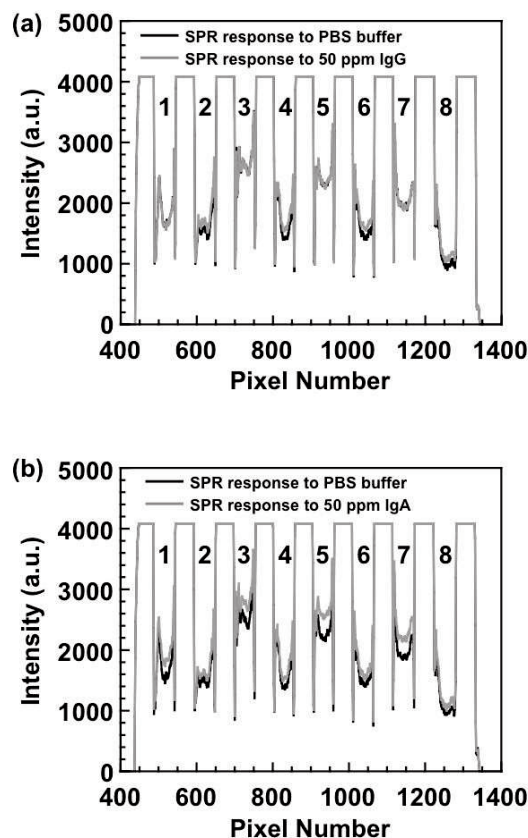 (a)
SPR response to PBS buffer
SPR response to 50 ppm IgG
5000
4000
3000
2000
1000
0
Intensity (a.u.)
1 2 3 4 5 6 7 8
400 600 800 1000 1200 1400
Pixel Number
(b)
SPR response to PBS buffer
SPR response to 50 ppm IgA
5000
4000
3000
2000
1000
0
Intensity (a.u.)
1 2 3 4 5 6 7 8
400 600 800 1000 1200 1400
Pixel Number